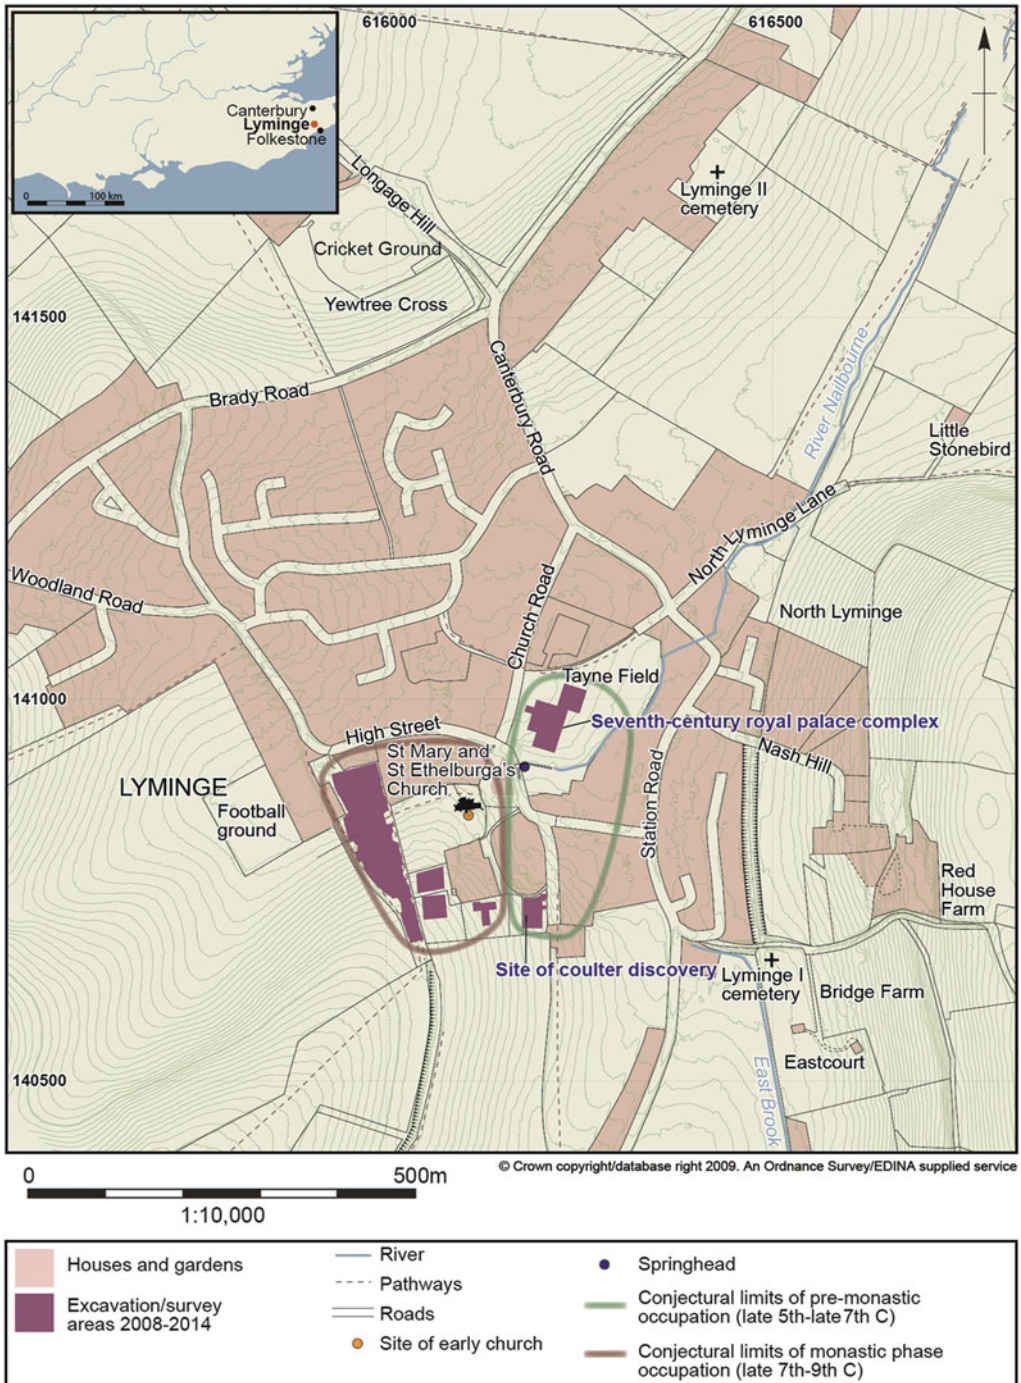 616000
616500
Canterbury
Lyminge
Folkestone
0
100 km
Longage Hill
Lyminge II
cemetery
Cricket Ground
Yewtree Cross
141500
Canterbury Road
River Nailbourne
Brady Road
Little
Stonebird
North Lyminge Lane
Woodland Road
Church Road
North Lyminge
Tayne Field
141000
Seventh-century royal palace complex
High Street
St Mary and
St Ethelburga's
Church
Nash Hill
LYMINGE
Football
ground
Station Road
Red
House
Farm
Site of coulter discovery
Lyminge I
cemetery
Bridge Farm
Eastcourt
East Brook
140500
© Crown copyright/database right 2009. An Ordnance Survey/EDINA supplied service
0
500m
1:10,000
Houses and gardens
Excavation/survey
areas 2008-2014
River
Pathways
Roads
Site of early church
Springhead
Conjectural limits of pre-monastic
occupation (late 5th-late 7th C)
Conjectural limits of monastic phase
occupation (late 7th-9th C)